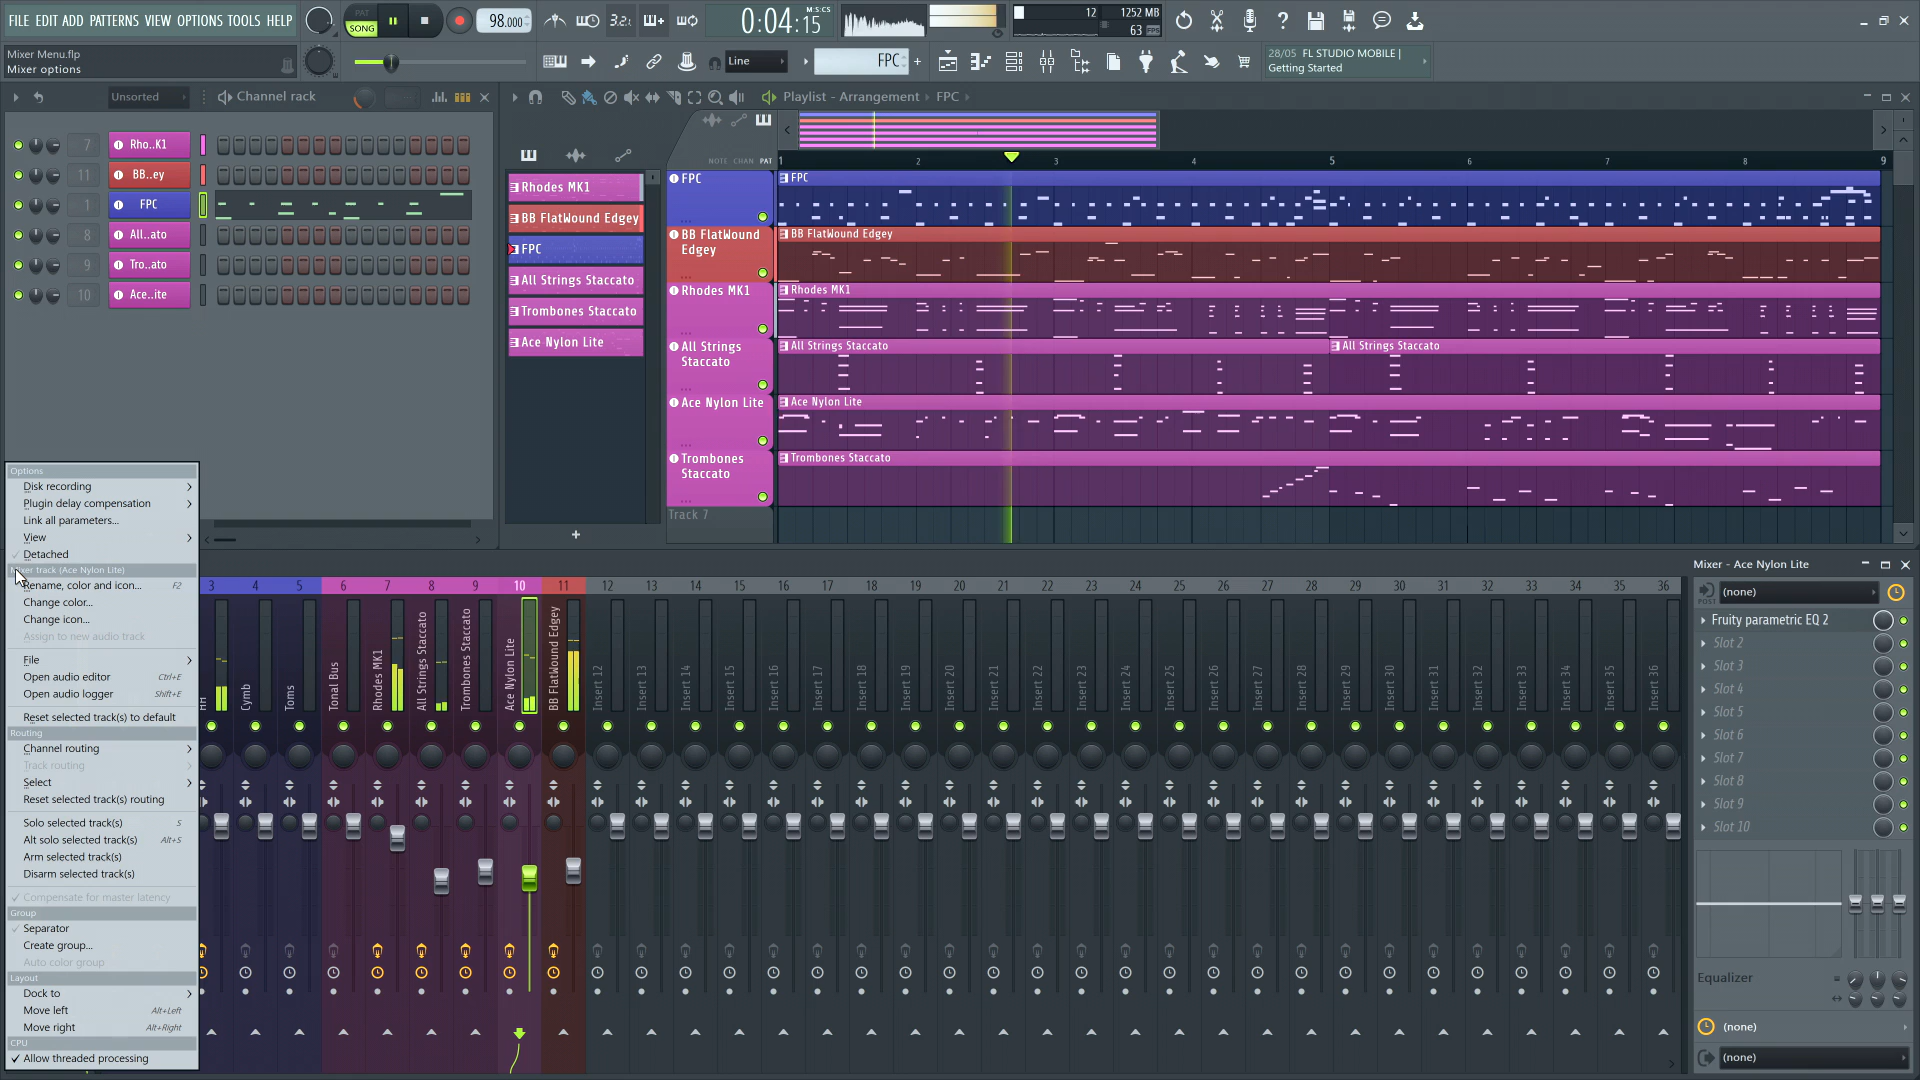 FILE EDIT ADD PATTERNS VIEW OPTIONS TOOLS HELP
PAT
SONG
98.000
3.2.
0:04:15
M:S:CS
12
1252 MB
63
Mixer Menu.flp
Mixer options
Line
FPC
28/05 FL STUDIO MOBILE |
Getting Started
Unsorted
Channel rack
Playlist - Arrangement
FPC
7
Rho..K1
11
BB..ey
1
FPC
8
All..ato
9
Tro..ato
10
Ace..ite
Rhodes MK1
BB FlatWound Edgey
FPC
All Strings Staccato
Trombones Staccato
Ace Nylon Lite
NOTE CHAN PAT
1 2 3 4 5 6 7 8 9
FPC
FPC
BB FlatWound
Edgey
BB FlatWound Edgey
Rhodes MK1
Rhodes MK1
All Strings
Staccato
All Strings Staccato
All Strings Staccato
Ace Nylon Lite
Ace Nylon Lite
Trombones
Staccato
Trombones Staccato
Track 7
Options
Disk recording
Plugin delay compensation
Link all parameters...
View
Detached
Mixer track (Ace Nylon Lite)
Rename, color and icon... F2
Change color...
Change icon...
Assign to new audio track
File
Open audio editor Ctrl+E
Open audio logger Shift+E
Reset selected track(s) to default
Routing
Channel routing
Track routing
Select
Reset selected track(s) routing
Solo selected track(s) S
Alt solo selected track(s) Alt+S
Arm selected track(s)
Disarm selected track(s)
Compensate for master latency
Group
Separator
Create group...
Auto color group
Layout
Dock to
Move left Alt+Left
Move right Alt+Right
CPU
Allow threaded processing
3 4 5 6 7 8 9 10 11 12 13 14 15 16 17 18 19 20 21 22 23 24 25 26 27 28 29 30 31 32 33 34 35 36
Cymb
Toms
Tonal Bus
Rhodes MK1
All Strings Staccato
Trombones Staccato
Ace Nylon Lite
BB FlatWound Edgey
Insert 12
Insert 13
Insert 14
Insert 15
Insert 16
Insert 17
Insert 18
Insert 19
Insert 20
Insert 21
Insert 22
Insert 23
Insert 24
Insert 25
Insert 26
Insert 27
Insert 28
Insert 29
Insert 30
Insert 31
Insert 32
Insert 33
Insert 34
Insert 35
Insert 36
Mixer - Ace Nylon Lite
POST
(none)
Fruity parametric EQ 2
Slot 2
Slot 3
Slot 4
Slot 5
Slot 6
Slot 7
Slot 8
Slot 9
Slot 10
Equalizer
(none)
(none)